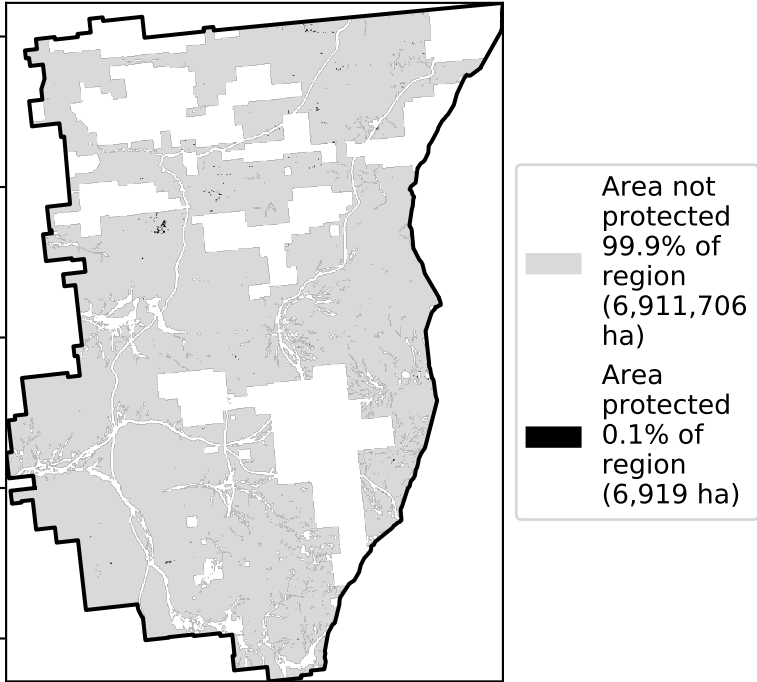 Area not
protected
99.9% of
region
(6,911,706
ha)
Area
protected
0.1% of
region
(6,919 ha)